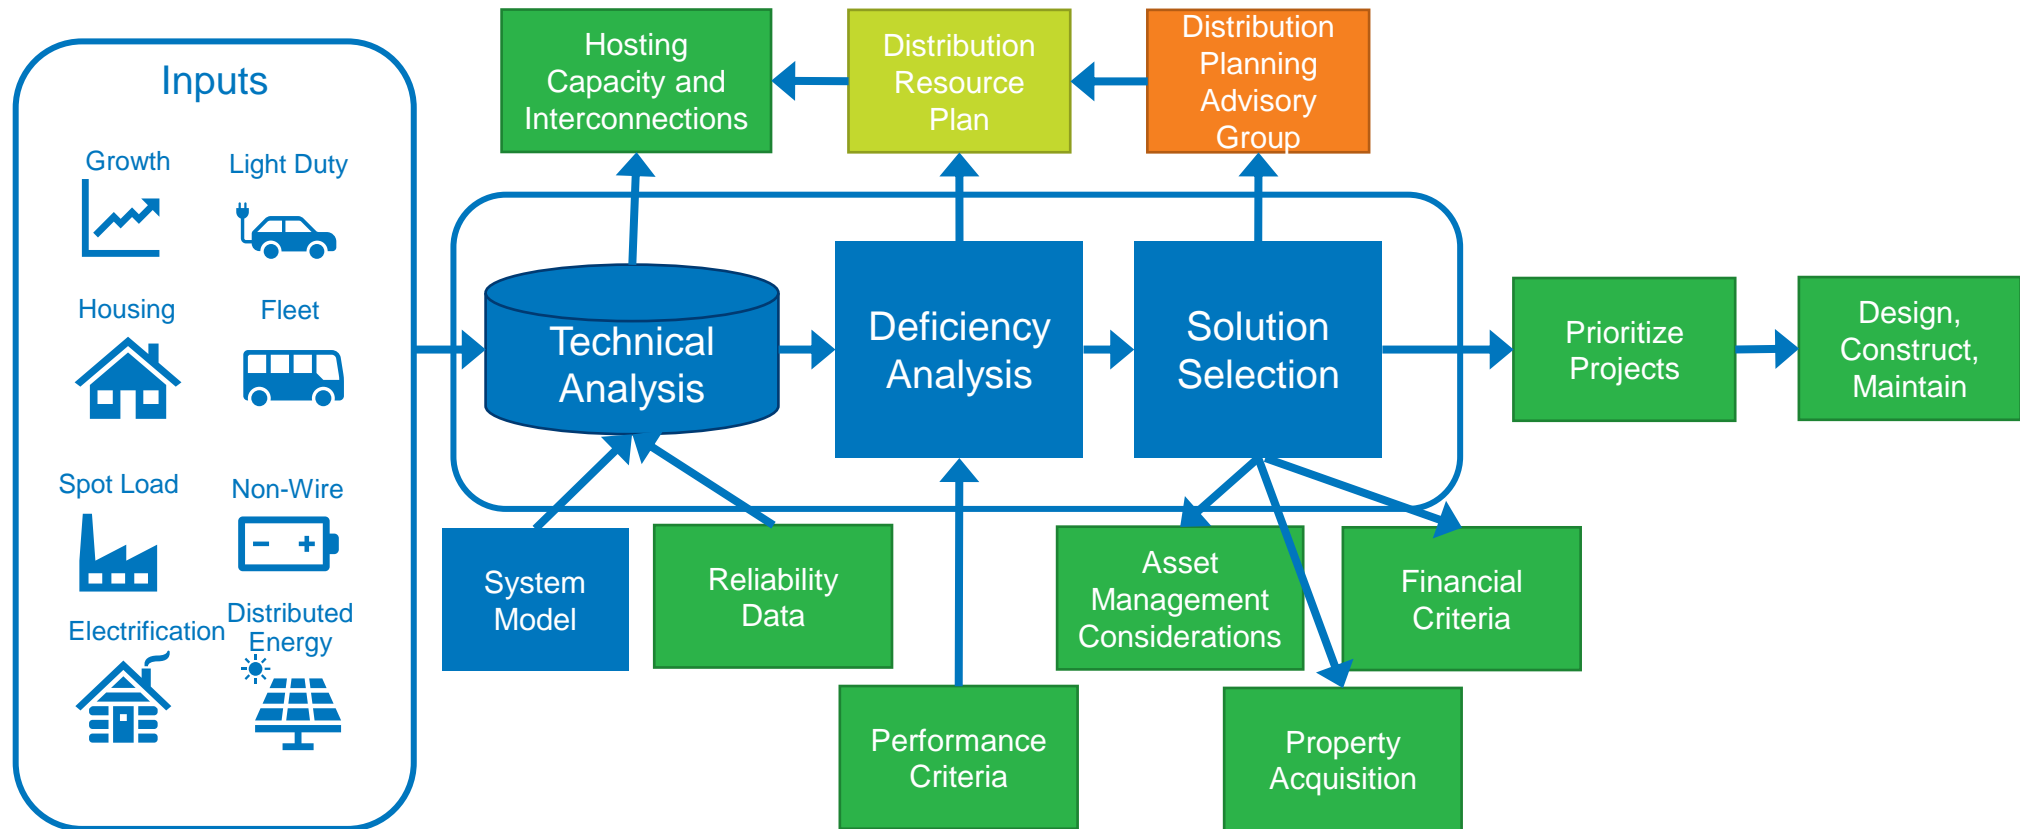 Inputs
Growth
Light Duty
Housing
Fleet
Spot Load
Non-Wire
Electrification
Distributed
Energy
Hosting
Capacity and
Interconnections
Distribution
Resource
Plan
Distribution
Planning
Advisory
Group
Technical
Analysis
Deficiency
Analysis
Solution
Selection
Prioritize
Projects
Design,
Construct,
Maintain
System
Model
Reliability
Data
Asset
Management
Considerations
Financial
Criteria
Performance
Criteria
Property
Acquisition